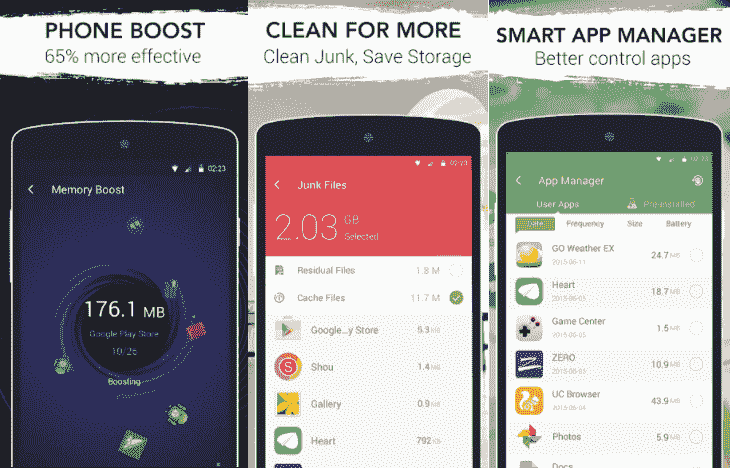 PHONE BOOST
65% more effective
02:23
Memory Boost
176.1 MB
Google Play Store
10/26
Boosting
CLEAN FOR MORE
Clean Junk, Save Storage
02:23
Junk Files
2.03 GB
Selected
Residual Files 1.8 M
Cache Files 11.7 M
Google...y Store 5.3 MB
Shou 1.4 MB
Gallery 0.9 MB
Heart 792 KB
SMART APP MANAGER
Better control apps
02:23
App Manager
User Apps Pre-installed
Frequency Size Battery
GO Weather EX 24.7 MB
2015-06-11
Heart 18.7 MB
2015-06-05
Game Center 1.5 MB
2015-06-05
ZERO 10.9 MB
2015-06-05
UC Browser 43.9 MB
2015-06-04
Photos 5.9 MB
Docs